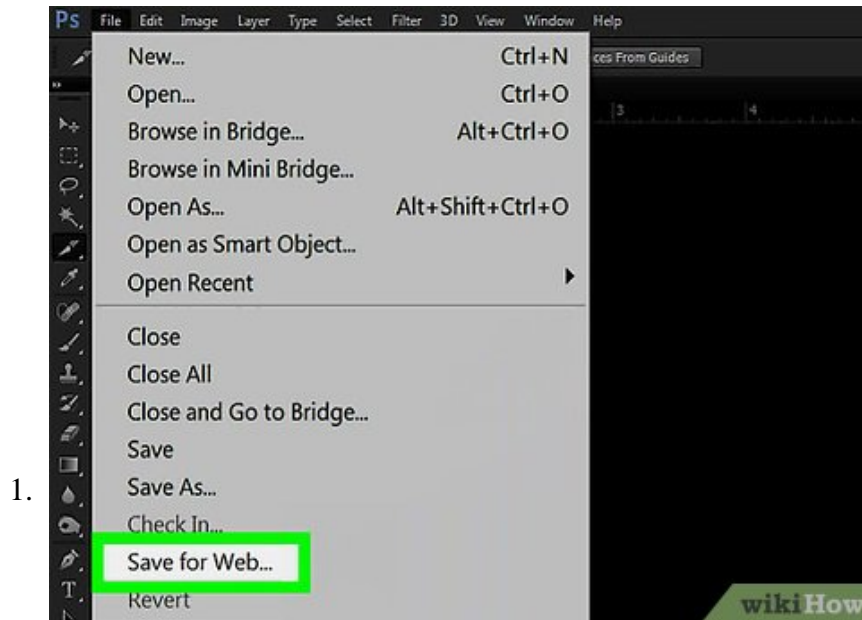 Ps File Edit Image Layer Type Select Filter 3D View Window Help
New... Ctrl+N
ces From Guides
Open... Ctrl+O
3 4
Browse in Bridge... Alt+Ctrl+O
Browse in Mini Bridge...
Open As... Alt+Shift+Ctrl+O
Open as Smart Object...
Open Recent
Close
Close All
Close and Go to Bridge...
Save
1.
Save As...
Check In...
Save for Web...
T
Revert
wikiHow